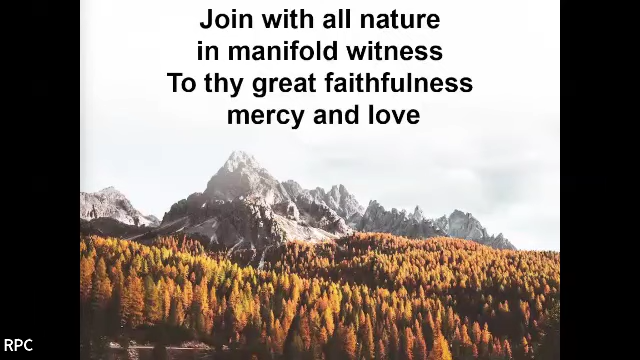 Join with all nature
in manifold witness
To thy great faithfulness
mercy and love
RPC